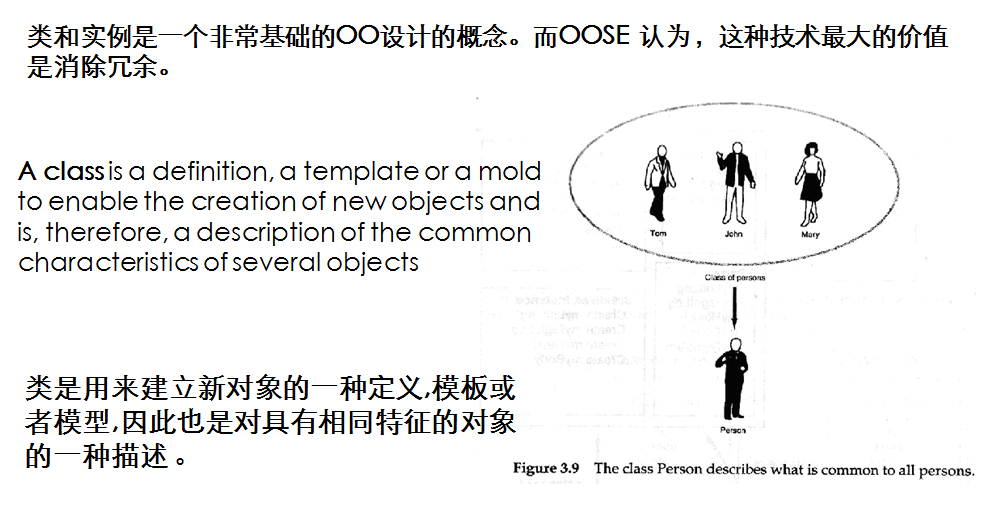 类和实例是一个非常基础的OO设计的概念。而OOSE 认为，这种技术最大的价值
是消除冗余。
A class is a definition, a template or a mold
to enable the creation of new objects and
is, therefore, a description of the common
characteristics of several objects
Tom
John
Mary
Class of persons
Person
类是用来建立新对象的一种定义,模板或
者模型,因此也是对具有相同特征的对象
的一种描述。
Figure 3.9 The class Person describes what is common to all persons.